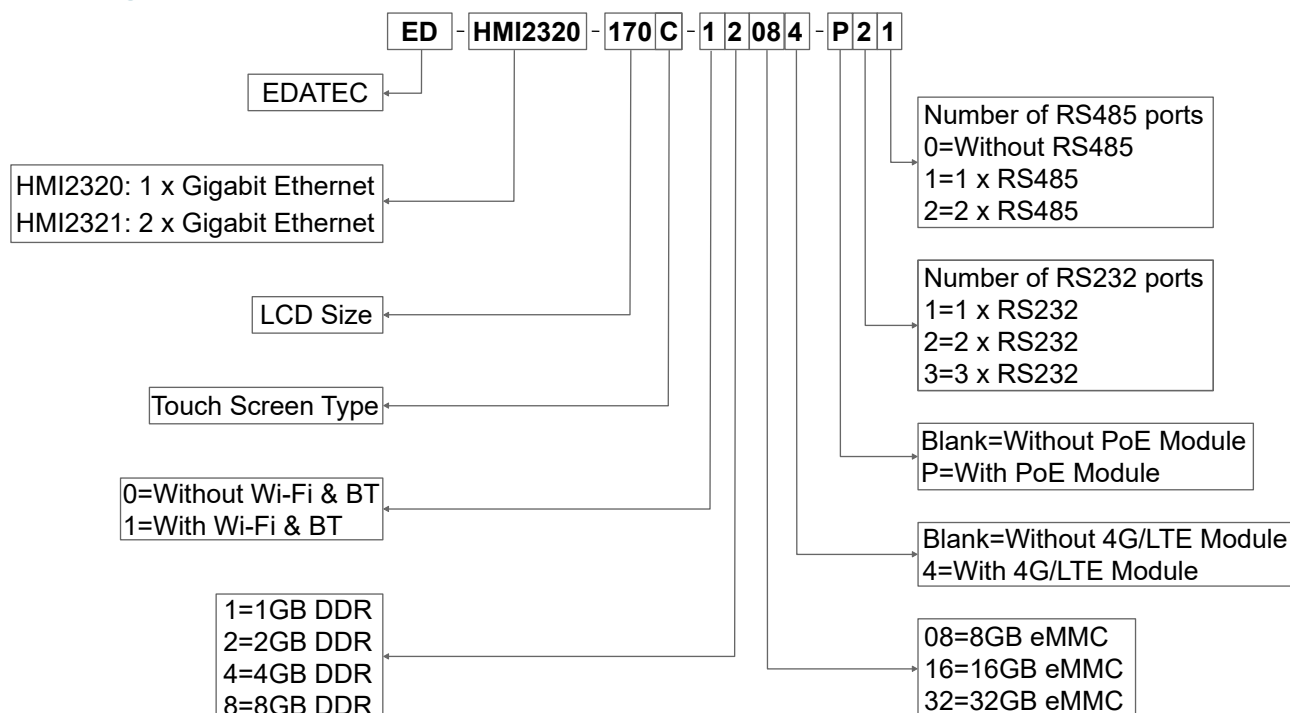 ED - HMI2320 - 170 C - 1 2 08 4 - P 2 1
EDATEC
HMI2320: 1 x Gigabit Ethernet
HMI2321: 2 x Gigabit Ethernet
LCD Size
Touch Screen Type
0=Without Wi-Fi & BT
1=With Wi-Fi & BT
1=1GB DDR
2=2GB DDR
4=4GB DDR
8=8GB DDR
Number of RS485 ports
0=Without RS485
1=1 x RS485
2=2 x RS485
Number of RS232 ports
1=1 x RS232
2=2 x RS232
3=3 x RS232
Blank=Without PoE Module
P=With PoE Module
Blank=Without 4G/LTE Module
4=With 4G/LTE Module
08=8GB eMMC
16=16GB eMMC
32=32GB eMMC